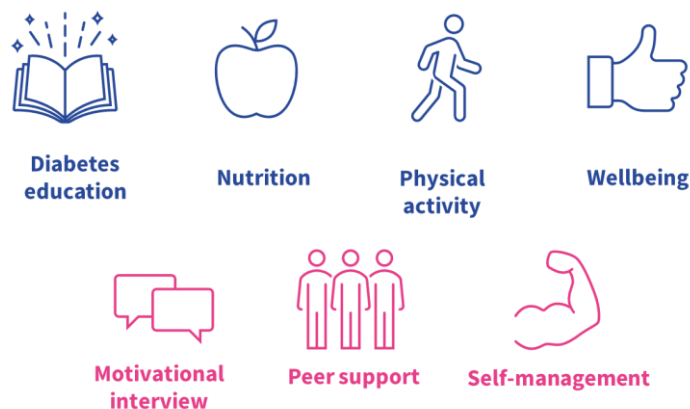 Diabetes
education
Nutrition
Physical
activity
Wellbeing
Motivational
interview
Peer support
Self-management